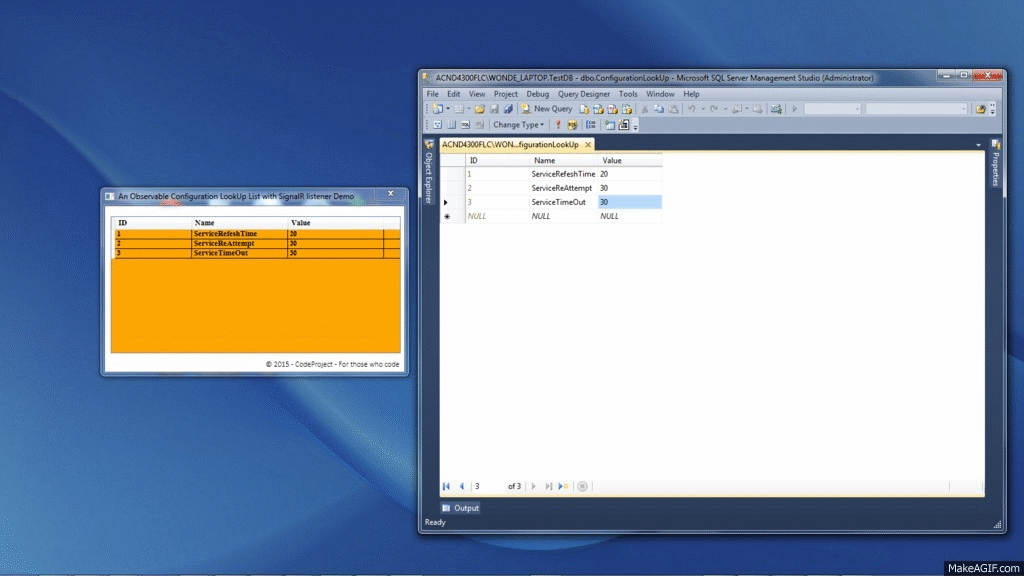 An Observable Configuration LookUp List with SignalR listener Demo
ID Name Value
1 ServiceRefeshTime 20
2 ServiceReAttempt 30
3 ServiceTimeOut 30
© 2015 - CodeProject - For those who code
ACND4300FLC\WONDE_LAPTOP.TestDB - dbo.ConfigurationLookUp - Microsoft SQL Server Management Studio (Administrator)
File Edit View Project Debug Query Designer Tools Window Help
New Query
Change Type
ACND4300FLC\WON...figurationLookUp
Object Explorer
Properties
ID Name Value
1 ServiceRefeshTime 20
2 ServiceReAttempt 30
3 ServiceTimeOut 30
NULL NULL NULL
3 of 3
Output
Ready
MakeAGIF.com